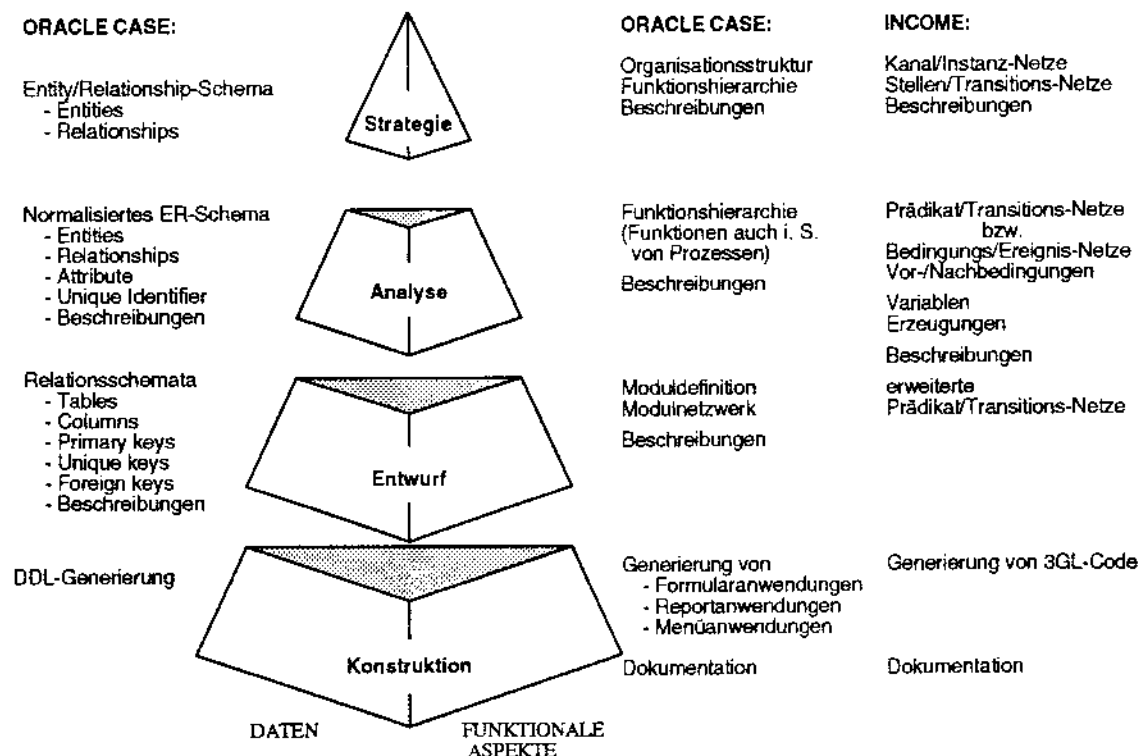 ORACLE CASE:
Entity/Relationship-Schema
- Entities
- Relationships
Strategie
ORACLE CASE:
Organisationsstruktur
Funktionshierarchie
Beschreibungen
INCOME:
Kanal/Instanz-Netze
Stellen/Transitions-Netze
Beschreibungen
Normalisiertes ER-Schema
- Entities
- Relationships
- Attribute
- Unique Identifier
- Beschreibungen
Analyse
Funktionshierarchie
(Funktionen auch i. S.
von Prozessen)
Beschreibungen
Prädikat/Transitions-Netze
bzw.
Bedingungs/Ereignis-Netze
Vor-/Nachbedingungen
Variablen
Erzeugungen
Beschreibungen
Relationsschemata
- Tables
- Columns
- Primary keys
- Unique keys
- Foreign keys
- Beschreibungen
Entwurf
Moduldefinition
Modulnetzwerk
Beschreibungen
erweiterte
Prädikat/Transitions-Netze
DDL-Generierung
Konstruktion
Generierung von
- Formularanwendungen
- Reportanwendungen
- Menüanwendungen
Dokumentation
Generierung von 3GL-Code
Dokumentation
DATEN
FUNKTIONALE
ASPEKTE